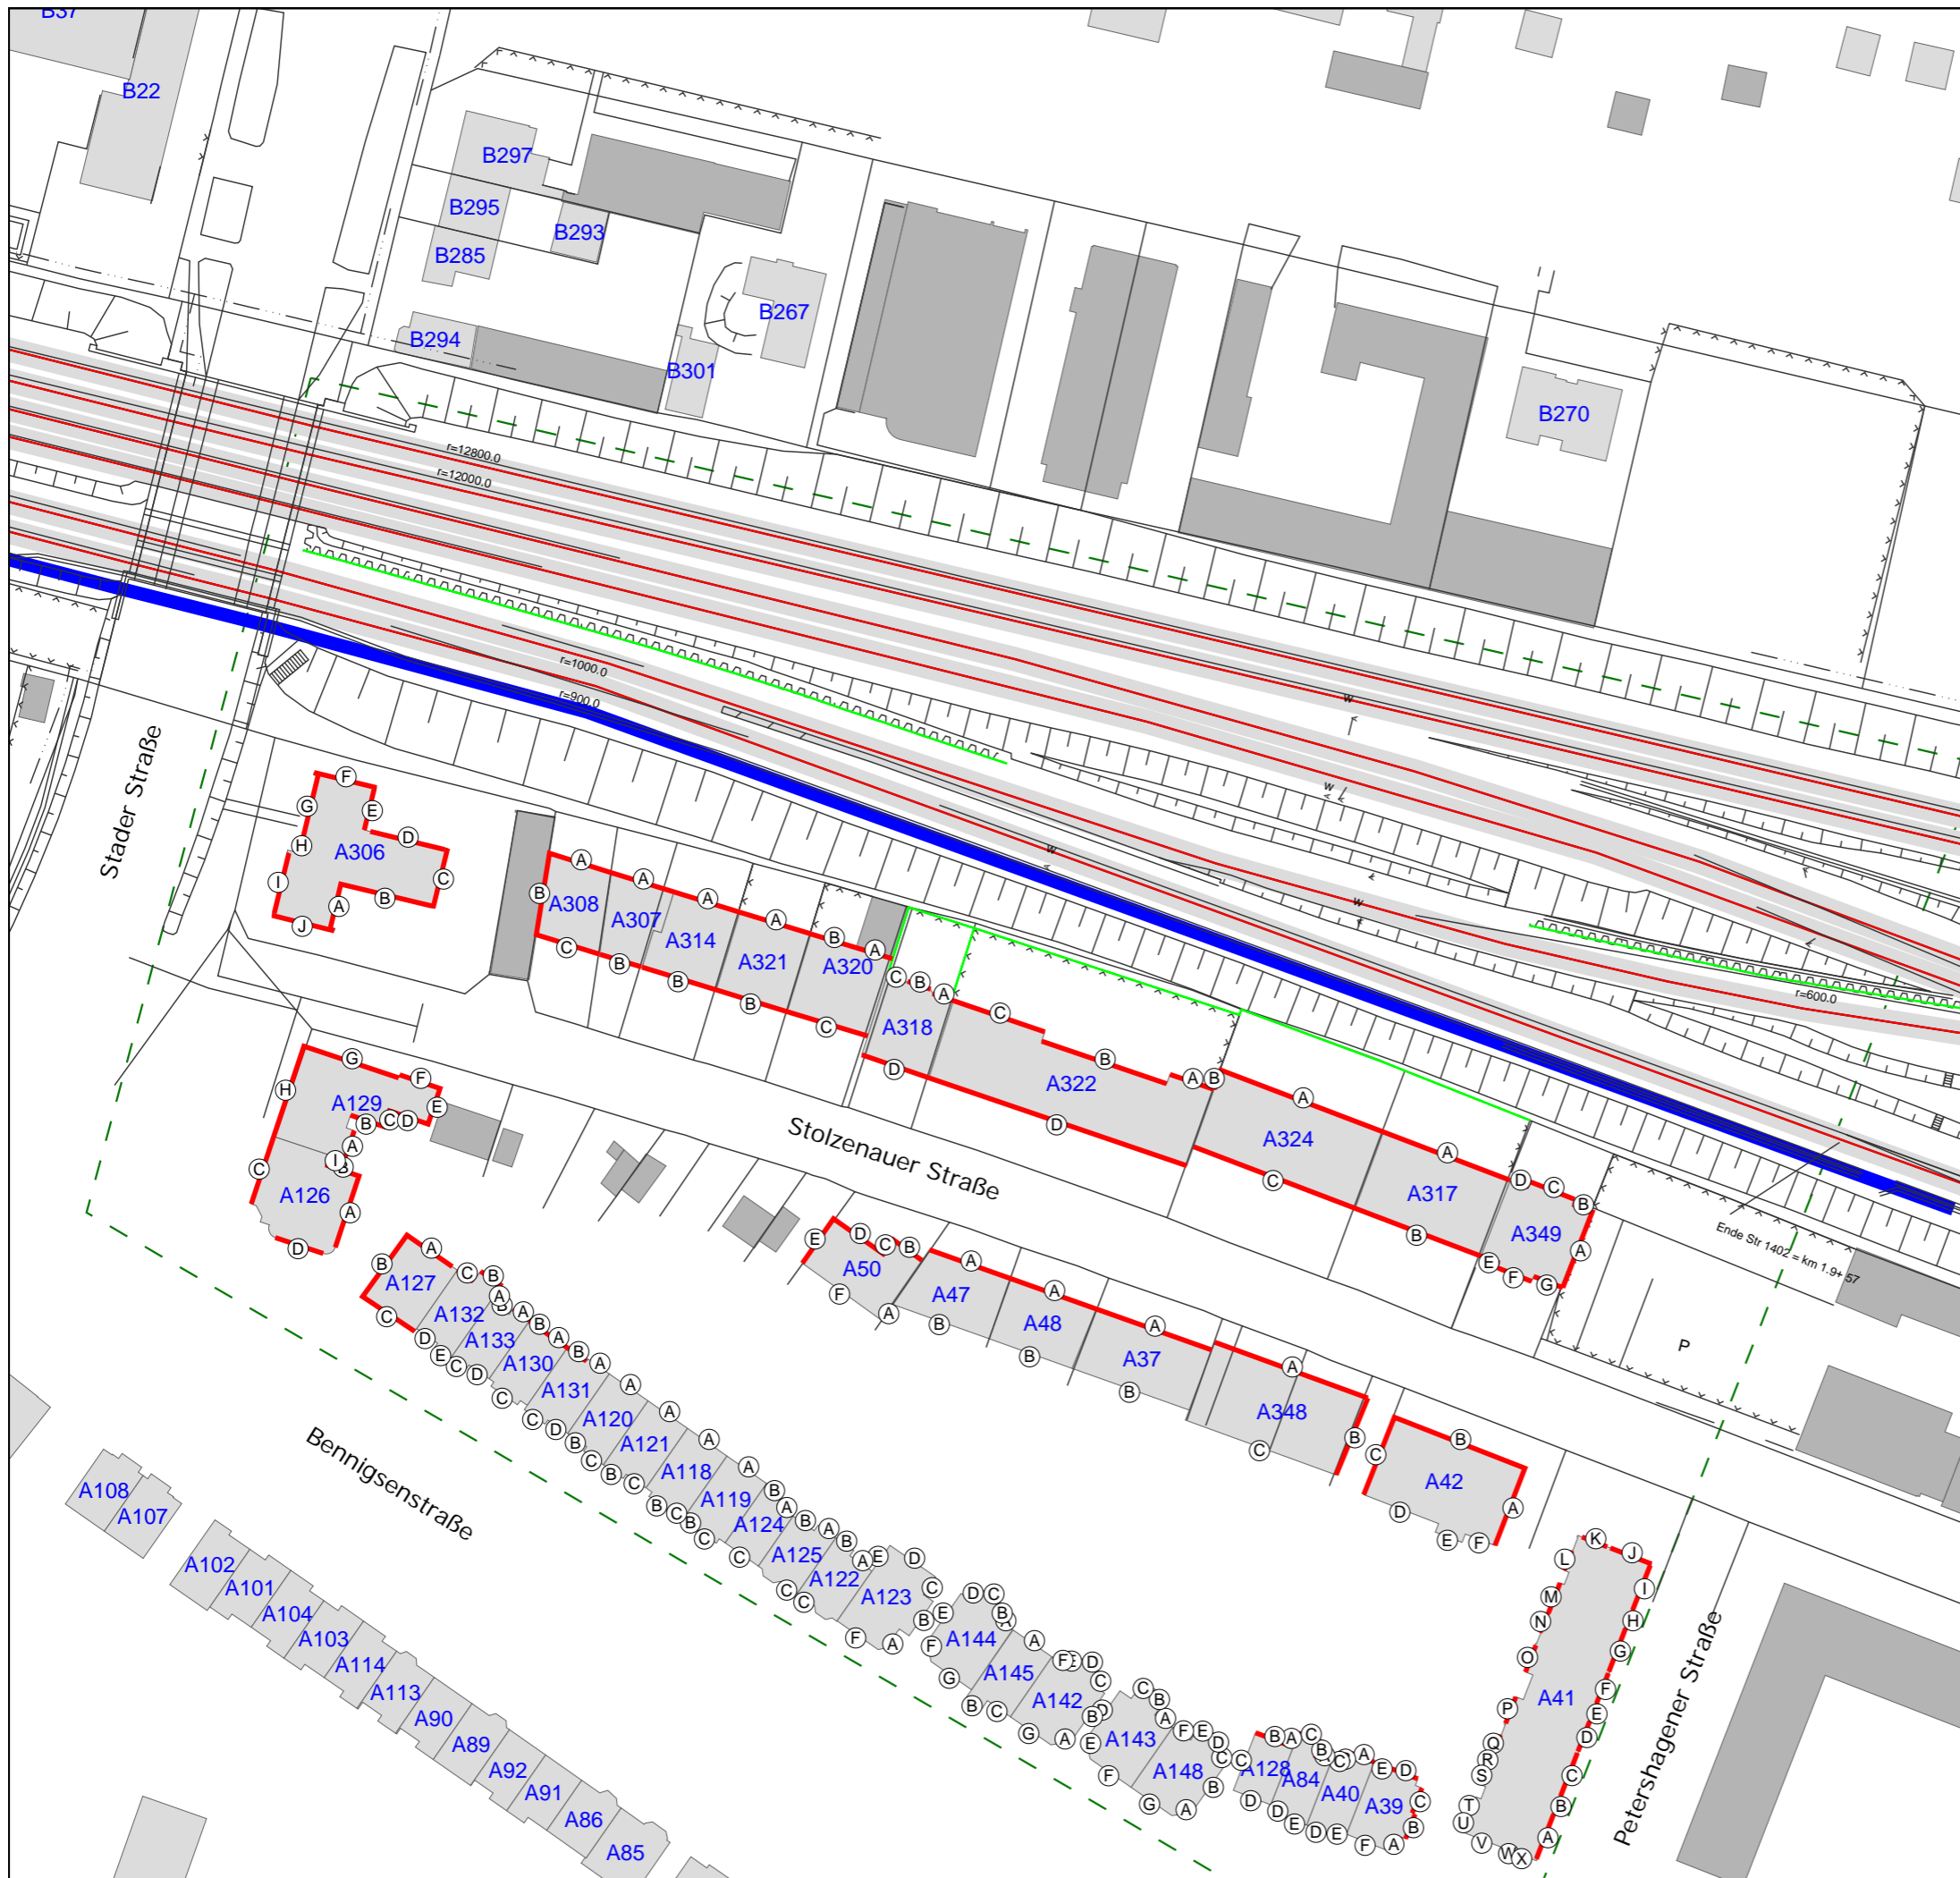 B37
B22
B297
B295
B293
B285
B267
B294
B301
B270
r=12800.0
r=12000.0
r=1000.0
r=900.0
r=600.0
W
W
W
W
Stader Straße
F
G
E
H
A306
D
I
C
A
B
J
A
A
A
A
B
A
B
A308
A307
A314
A321
A320
C
B
B
B
C
C
B
A
A318
D
C
B
A
A322
D
B
A
A324
C
A
A317
B
D
C
B
A349
A
E
F
G
Ende Str 1402 = km 1.9+ 57
P
G
F
H
A129
E
B
C
D
A
I
B
C
A126
A
D
Stolzenauer Straße
E
D
C
B
A50
F
A
A47
A
B
A48
A
B
A37
A
B
A348
A
B
C
B
C
A42
A
D
E
F
A
B
A127
C
C
B
A
A132
D
E
B
A
A133
C
D
B
A
A130
C
B
A
A131
C
D
A
A120
B
C
A
A121
B
C
A
A118
B
C
A
A119
B
C
B
A
A124
C
B
A
A125
C
B
A
A122
C
E
D
C
A123
B
A
F
Bennigsenstraße
A108
A107
A102
A101
A104
A103
A114
A113
A90
A89
A92
A91
A86
A85
D
C
B
A
E
A144
F
G
A
A145
B
C
F
E
D
C
A142
B
A
G
D
C
B
A
A143
E
F
F
E
D
C
A148
B
A
G
B
A
C
A128
D
C
B
A
A84
D
E
A
C
A40
D
E
E
D
C
A39
B
A
F
K
J
L
I
M
H
N
G
O
F
A41
E
P
D
Q
C
R
S
B
T
A
U
V
W
X
Petershagener Straße